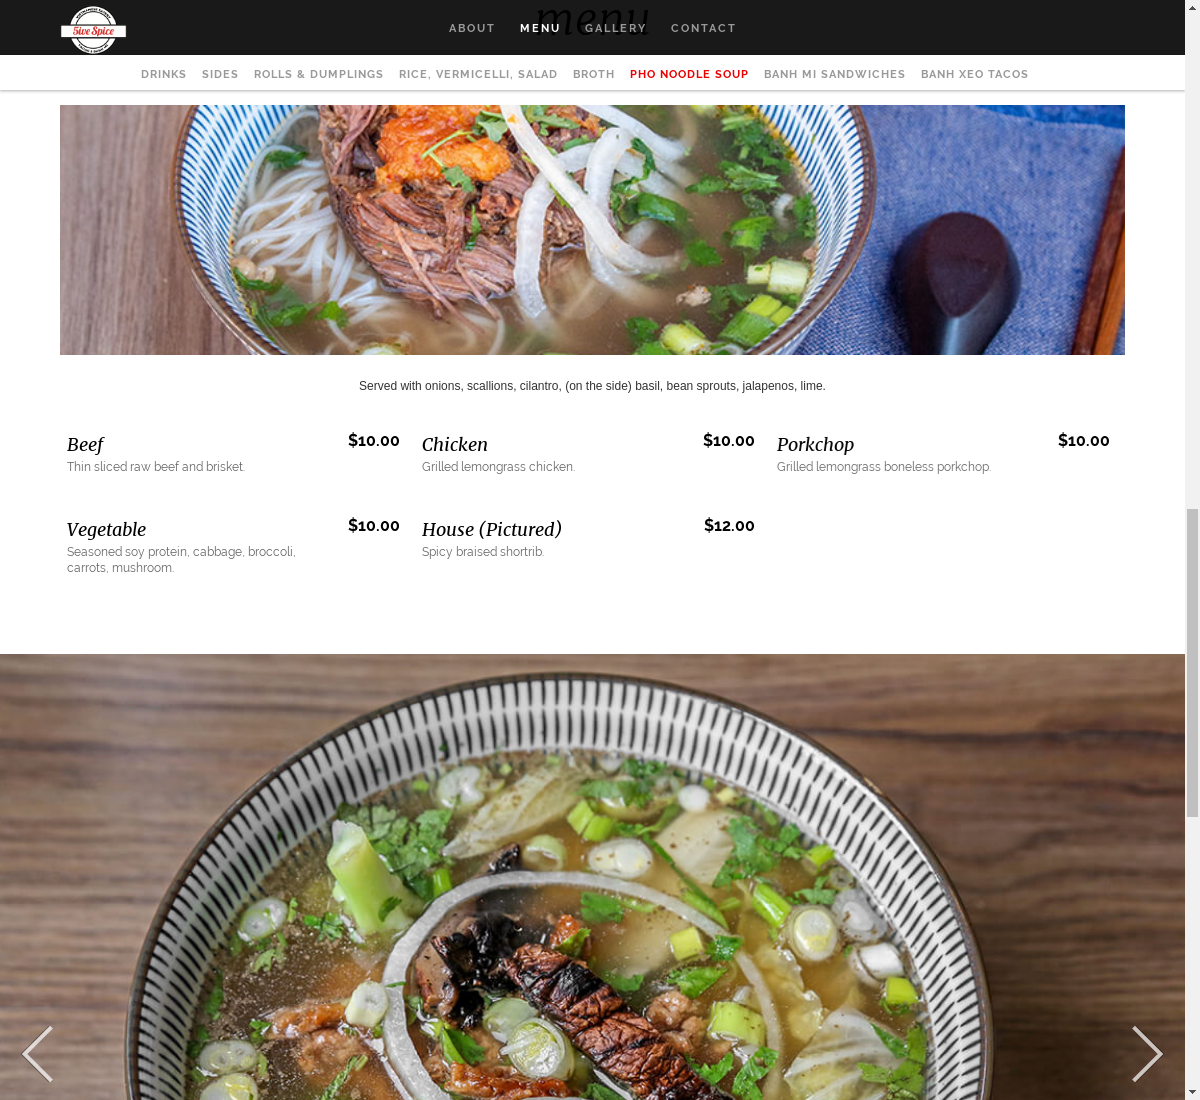 menu
5ive Spice
ABOUT MENU GALLERY CONTACT
DRINKS SIDES ROLLS & DUMPLINGS RICE, VERMICELLI, SALAD BROTH PHO NOODLE SOUP BANH MI SANDWICHES BANH XEO TACOS
Served with onions, scallions, cilantro, (on the side) basil, bean sprouts, jalapenos, lime.
Beef $10.00
Thin sliced raw beef and brisket.
Chicken $10.00
Grilled lemongrass chicken.
Porkchop $10.00
Grilled lemongrass boneless porkchop.
Vegetable $10.00
Seasoned soy protein, cabbage, broccoli,
carrots, mushroom.
House (Pictured) $12.00
Spicy braised shortrib.